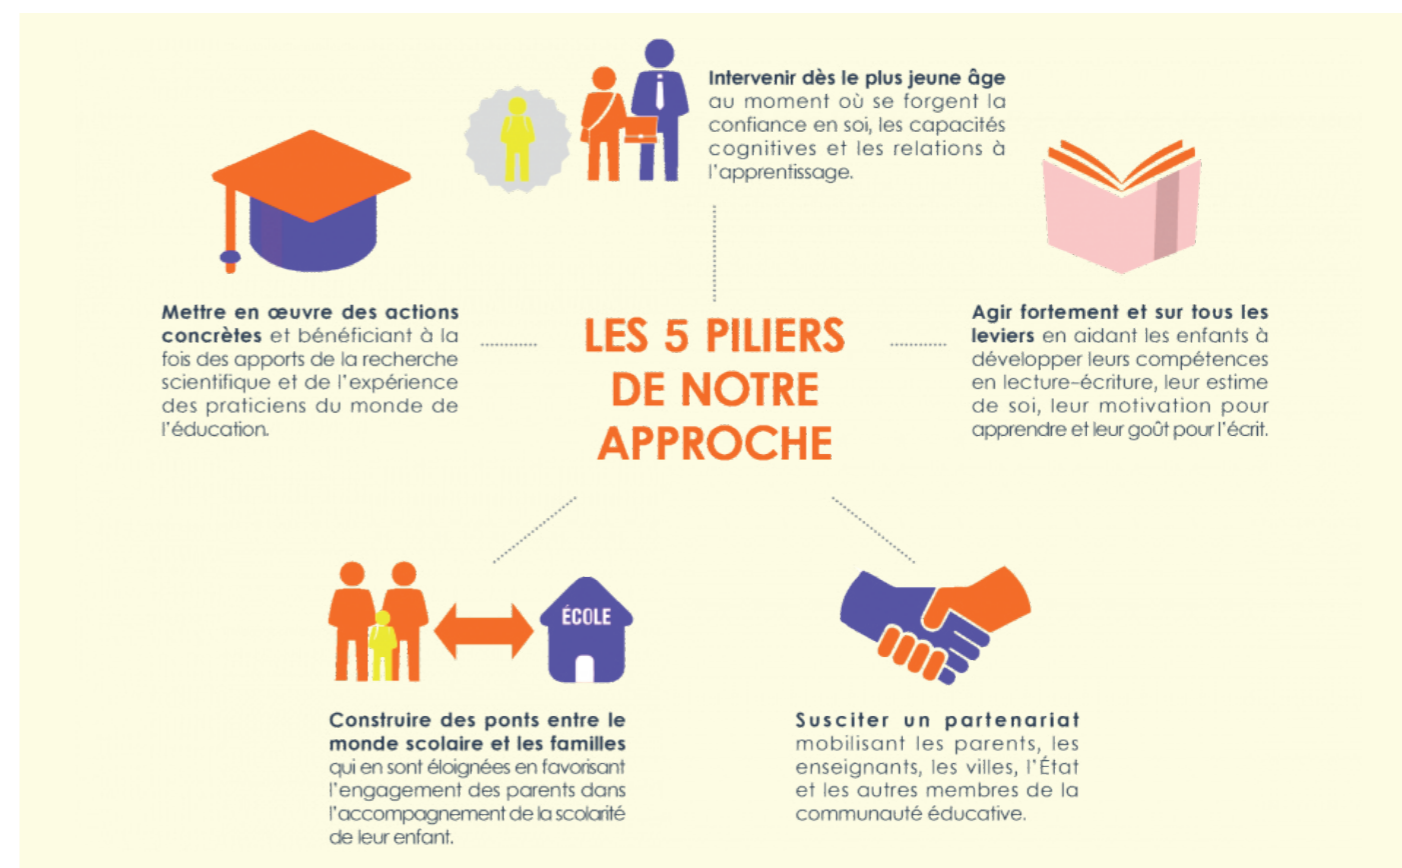 Intervenir dès le plus jeune âge
au moment où se forgent la
confiance en soi, les capacités
cognitives et les relations à
l'apprentissage.
Mettre en œuvre des actions
concrètes et bénéficiant à la
fois des apports de la recherche
scientifique et de l'expérience
des praticiens du monde de
l'éducation.
LES 5 PILIERS
DE NOTRE
APPROCHE
Agir fortement et sur tous les
leviers en aidant les enfants à
développer leurs compétences
en lecture-écriture, leur estime
de soi, leur motivation pour
apprendre et leur goût pour l'écrit.
ÉCOLE
Construire des ponts entre le
monde scolaire et les familles
qui en sont éloignées en favorisant
l'engagement des parents dans
l'accompagnement de la scolarité
de leur enfant.
Susciter un partenariat
mobilisant les parents, les
enseignants, les villes, l'État
et les autres membres de la
communauté éducative.